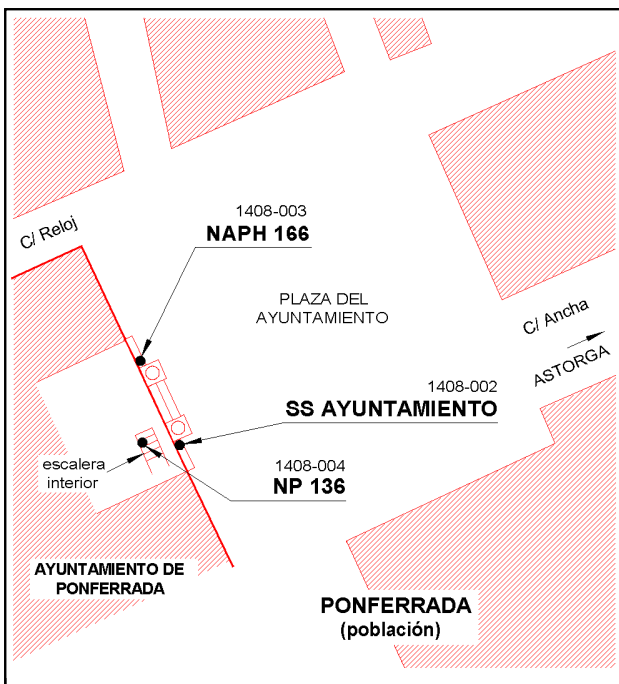 C/ Reloj
1408-003
NAPH 166
PLAZA DEL
AYUNTAMIENTO
C/ Ancha
ASTORGA
1408-002
SS AYUNTAMIENTO
escalera
interior
1408-004
NP 136
AYUNTAMIENTO DE
PONFERRADA
PONFERRADA
(población)